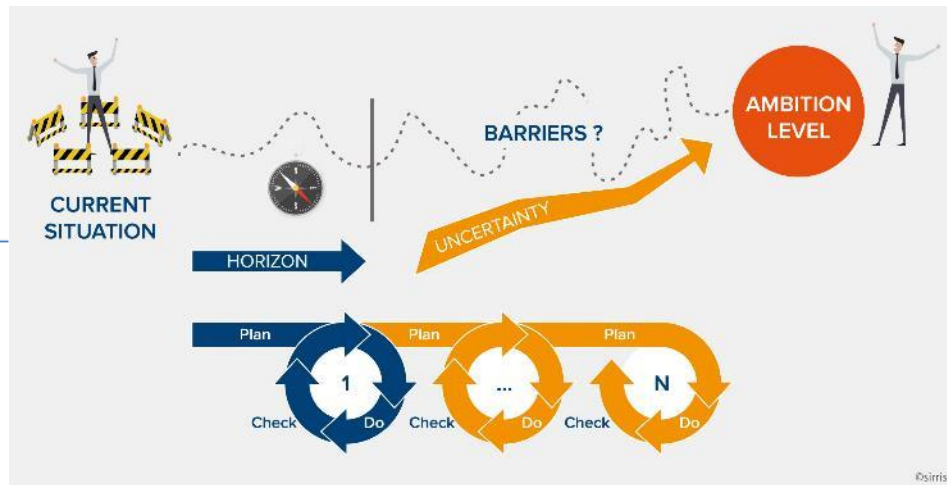 AMBITION
LEVEL
BARRIERS ?
CURRENT
SITUATION
UNCERTAINTY
HORIZON
Plan
Plan
Plan
1
...
N
Check
Do
Check
Do
Check
Do
©sirris